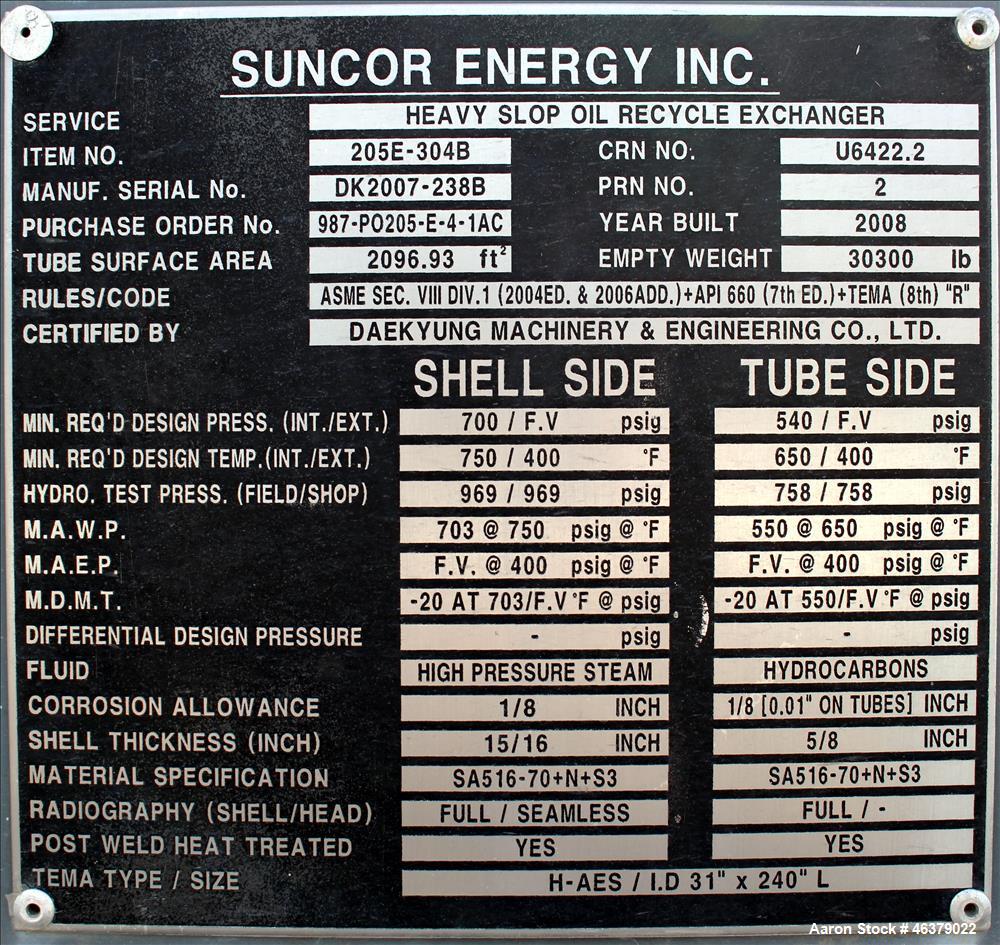 SUNCOR ENERGY INC.
SERVICE HEAVY SLOP OIL RECYCLE EXCHANGER
ITEM NO. 205E-304B CRN NO. U6422.2
MANUF. SERIAL No. DK2007-238B PRN NO. 2
PURCHASE ORDER No. 987-PO205-E-4-1AC YEAR BUILT 2008
TUBE SURFACE AREA 2096.93 ft² EMPTY WEIGHT 30300 lb
RULES/CODE ASME SEC. VIII DIV.1 (2004ED. & 2006ADD.)+API 660 (7th ED.)+TEMA (8th) "R"
CERTIFIED BY DAEKYUNG MACHINERY & ENGINEERING CO., LTD.
SHELL SIDE TUBE SIDE
MIN. REQ'D DESIGN PRESS. (INT./EXT.) 700 / F.V psig 540 / F.V psig
MIN. REQ'D DESIGN TEMP.(INT./EXT.) 750 / 400 °F 650 / 400 °F
HYDRO. TEST PRESS. (FIELD/SHOP) 969 / 969 psig 758 / 758 psig
M.A.W.P. 703 @ 750 psig @ °F 550 @ 650 psig @ °F
M.A.E.P. F.V. @ 400 psig @ °F F.V. @ 400 psig @ °F
M.D.M.T. -20 AT 703/F.V °F @ psig -20 AT 550/F.V °F @ psig
DIFFERENTIAL DESIGN PRESSURE - psig - psig
FLUID HIGH PRESSURE STEAM HYDROCARBONS
CORROSION ALLOWANCE 1/8 INCH 1/8 [0.01" ON TUBES] INCH
SHELL THICKNESS (INCH) 15/16 INCH 5/8 INCH
MATERIAL SPECIFICATION SA516-70+N+S3 SA516-70+N+S3
RADIOGRAPHY (SHELL/HEAD) FULL / SEAMLESS FULL / -
POST WELD HEAT TREATED YES YES
TEMA TYPE / SIZE H-AES / I.D 31" x 240" L
Aaron Stock # 46379022